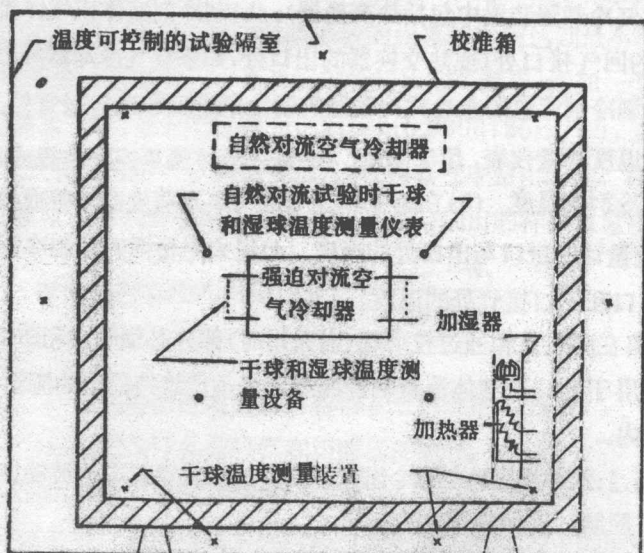 温度可控制的试验隔室
校准箱
自然对流空气冷却器
自然对流试验时干球
和湿球温度测量仪表
强迫对流空
气冷却器
加湿器
干球和湿球温度测
量设备
加热器
干球温度测量装置